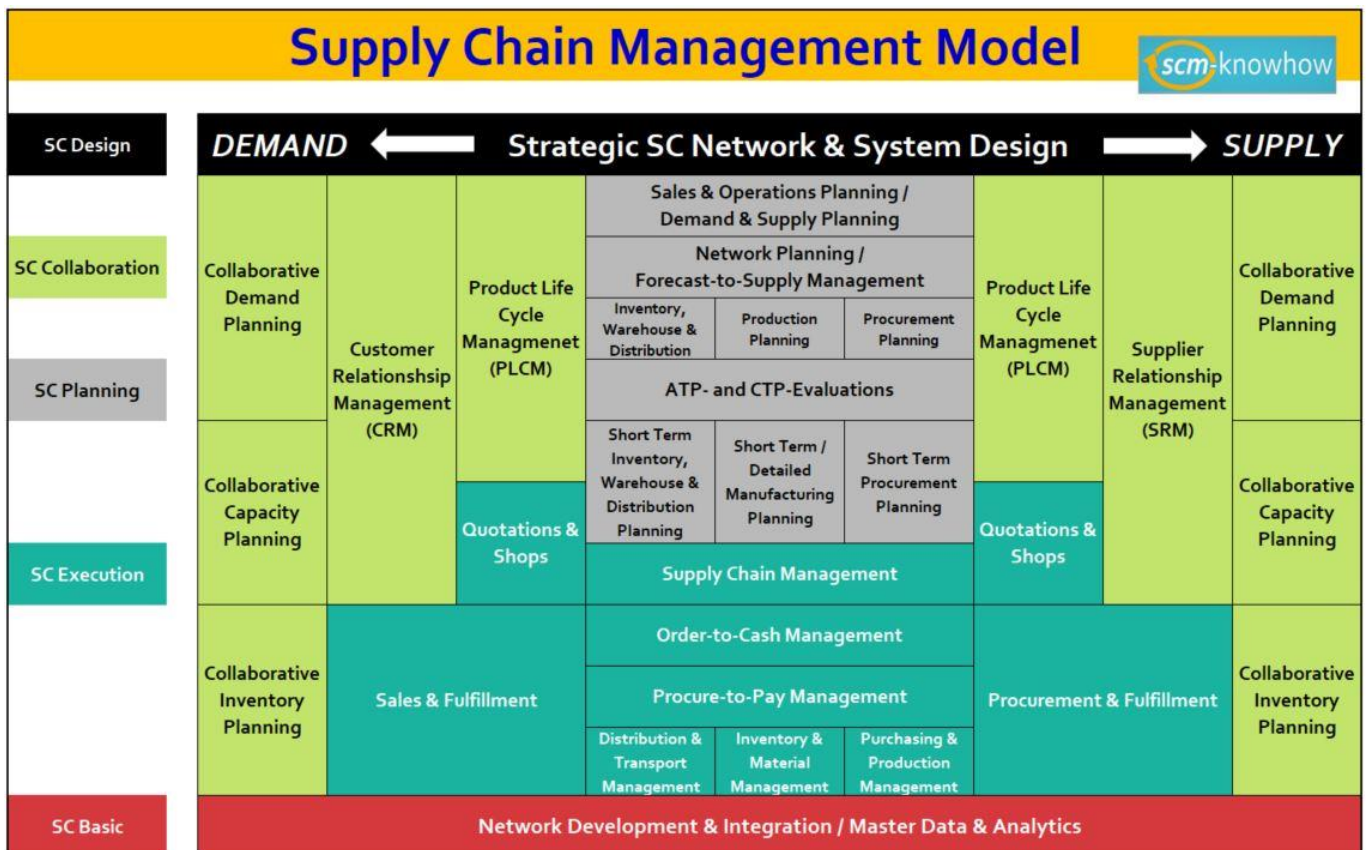 Supply Chain Management Model
scm-knowhow
SC Design
DEMAND
Strategic SC Network & System Design
SUPPLY
SC Collaboration
SC Planning
SC Execution
SC Basic
Collaborative
Demand
Planning
Collaborative
Capacity
Planning
Collaborative
Inventory
Planning
Customer
Relationshsip
Management
(CRM)
Product Life
Cycle
Managmenet
(PLCM)
Quotations &
Shops
Sales & Fulfillment
Sales & Operations Planning /
Demand & Supply Planning
Network Planning /
Forecast-to-Supply Management
Inventory,
Warehouse &
Distribution
Production
Planning
Procurement
Planning
ATP- and CTP-Evaluations
Short Term
Inventory,
Warehouse &
Distribution
Planning
Short Term /
Detailed
Manufacturing
Planning
Short Term
Procurement
Planning
Supply Chain Management
Order-to-Cash Management
Procure-to-Pay Management
Distribution &
Transport
Management
Inventory &
Material
Management
Purchasing &
Production
Management
Product Life
Cycle
Managmenet
(PLCM)
Quotations &
Shops
Supplier
Relationship
Management
(SRM)
Procurement & Fulfillment
Collaborative
Demand
Planning
Collaborative
Capacity
Planning
Collaborative
Inventory
Planning
Network Development & Integration / Master Data & Analytics